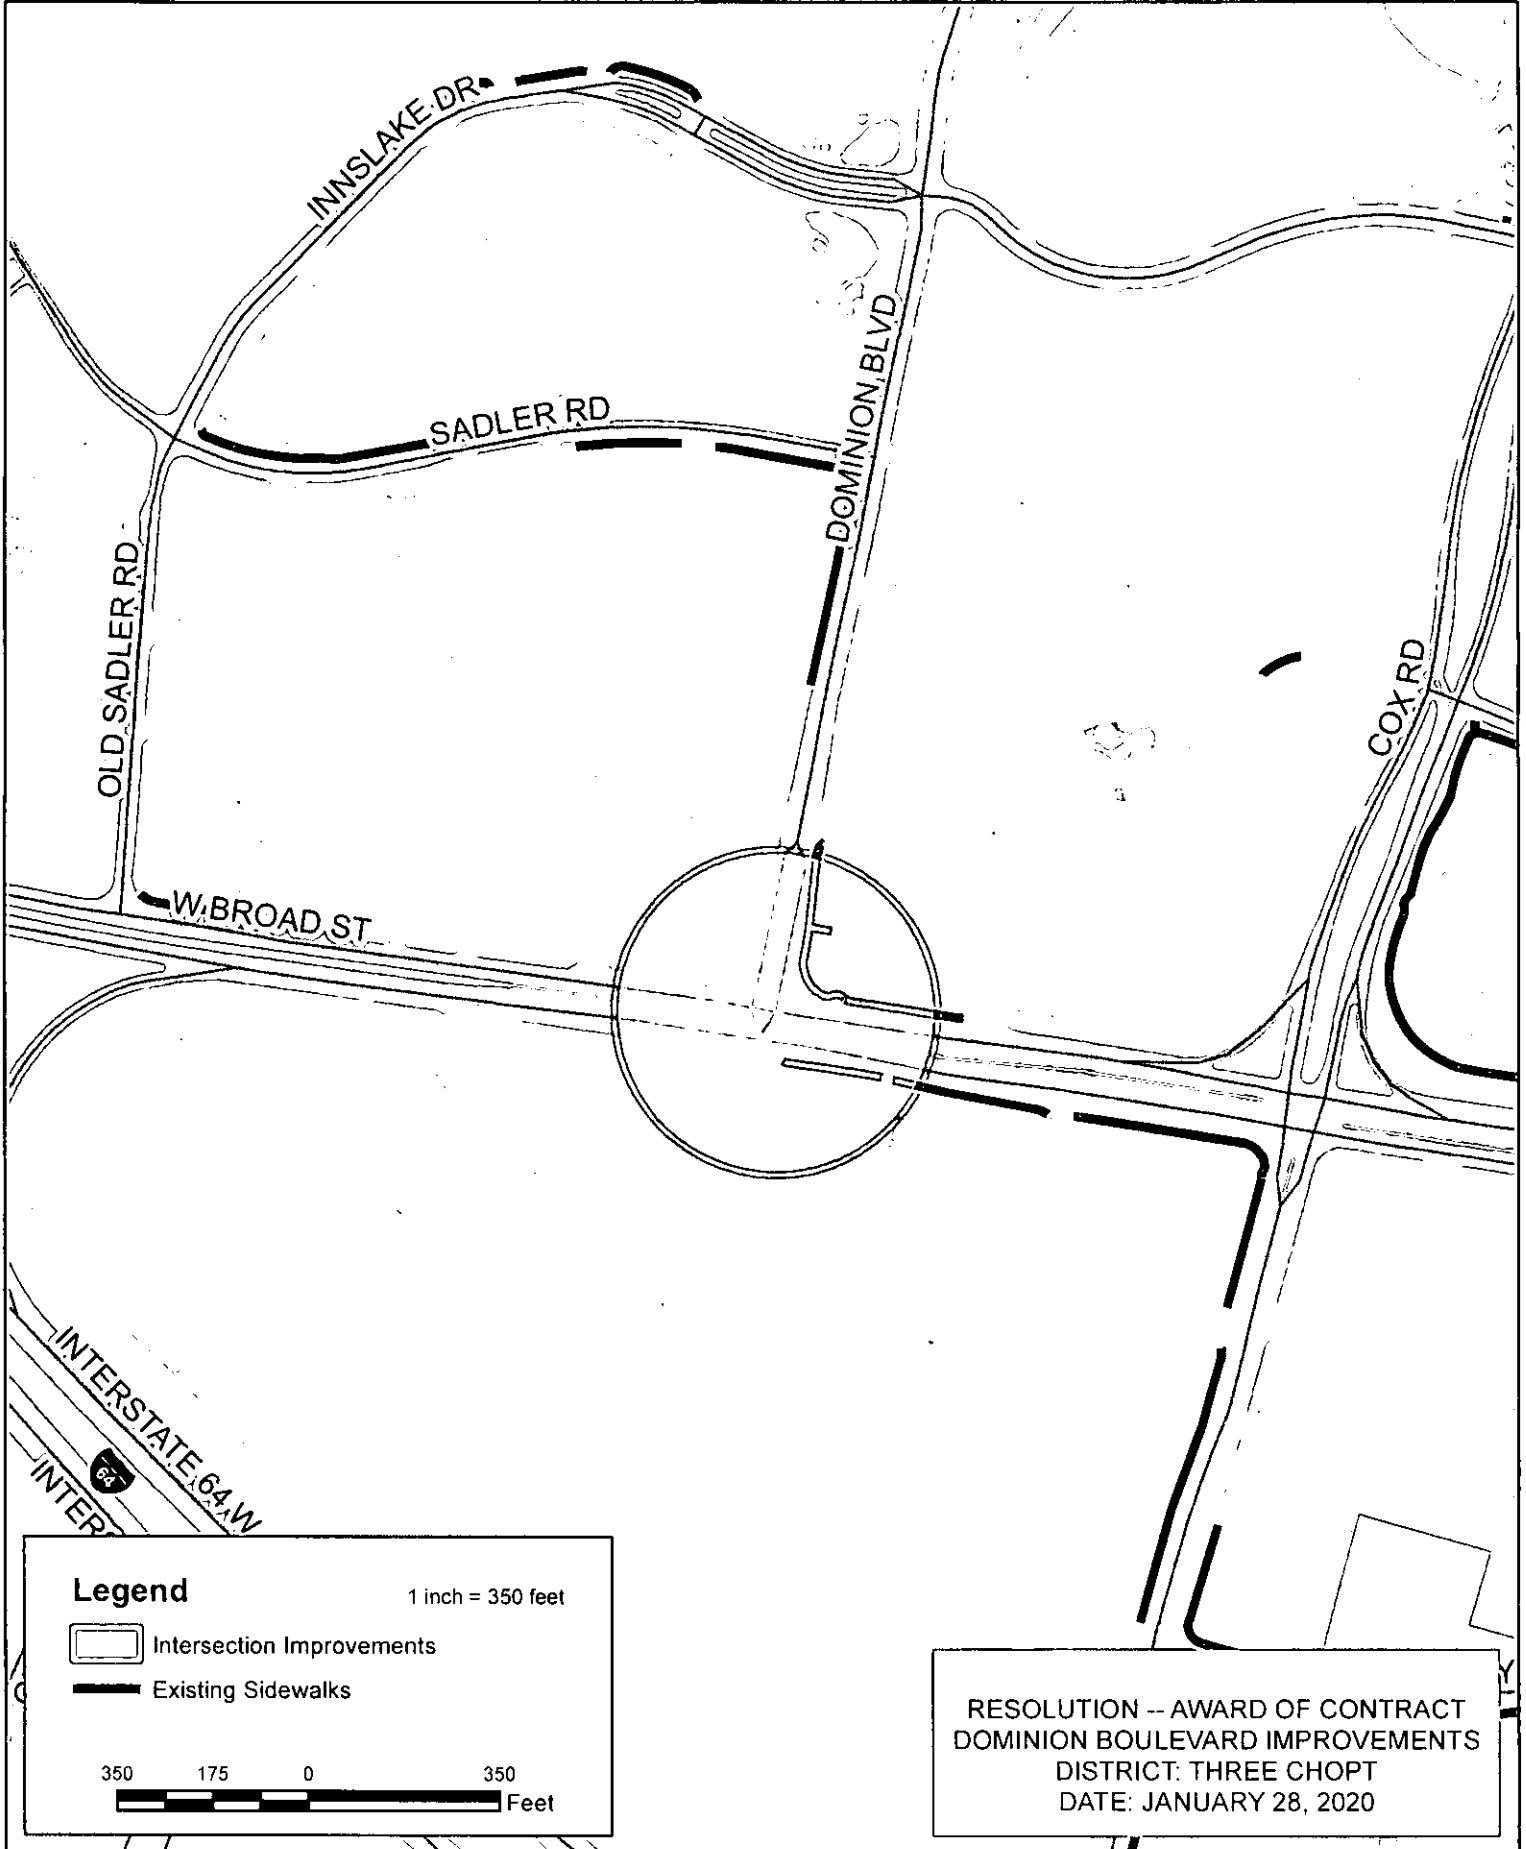 INNSLAKE DR
DOMINION BLVD
SADLER RD
OLD SADLER RD
COX RD
W BROAD ST
INTERSTATE 64 W
64
INTERS
Legend
1 inch = 350 feet
Intersection Improvements
Existing Sidewalks
350 175 0 350
Feet
RESOLUTION -- AWARD OF CONTRACT
DOMINION BOULEVARD IMPROVEMENTS
DISTRICT: THREE CHOPT
DATE: JANUARY 28, 2020
Y